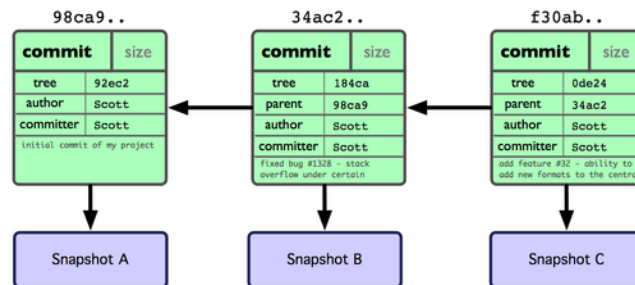 98ca9..
34ac2..
f30ab..
commit size
tree 92ec2
author Scott
committer Scott
initial commit of my project
commit size
tree 184ca
parent 98ca9
author Scott
committer Scott
fixed bug #1328 - stack
overflow under certain
commit size
tree 0de24
parent 34ac2
author Scott
committer Scott
add feature #32 - ability to
add new formats to the centra
Snapshot A
Snapshot B
Snapshot C